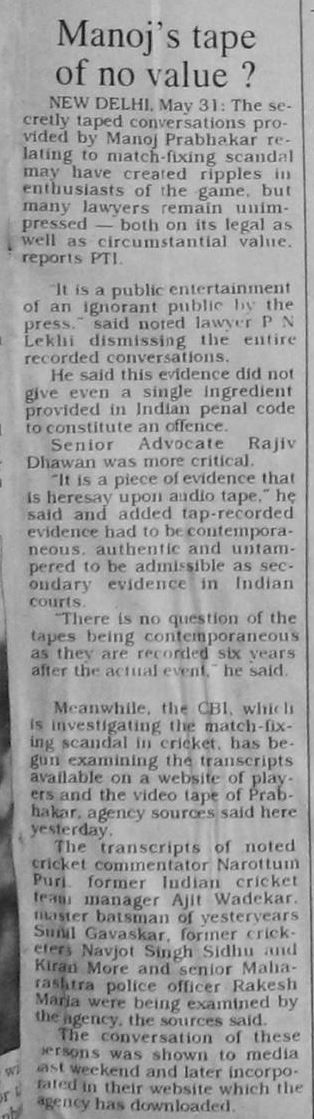 Manoj's tape
of no value ?
NEW DELHI, May 31: The se-
cretly taped conversations pro-
vided by Manoj Prabhakar re-
lating to match-fixing scandal
may have created ripples in
enthusiasts of the game, but
many lawyers remain unim-
pressed — both on its legal as
well as circumstantial value,
reports PTI.
"It is a public entertainment
of an ignorant public by the
press," said noted lawyer P N
Lekhi dismissing the entire
recorded conversations.
He said this evidence did not
give even a single ingredient
provided in Indian penal code
to constitute an offence.
Senior Advocate Rajiv
Dhawan was more critical.
"It is a piece of evidence that
is heresay upon audio tape," he
said and added tap-recorded
evidence had to be contempora-
neous, authentic and untam-
pered to be admissible as sec-
ondary evidence in Indian
courts.
"There is no question of the
tapes being contemporaneous
as they are recorded six years
after the actual event," he said.
Meanwhile, the CBI, which
is investigating the match-fix-
ing scandal in cricket, has be-
gun examining the transcripts
available on a website of play-
ers and the video tape of Prab-
hakar, agency sources said here
yesterday.
The transcripts of noted
cricket commentator Narottum
Puri, former Indian cricket
team manager Ajit Wadekar,
master batsman of yesteryears
Sunil Gavaskar, former crick-
eters Navjot Singh Sidhu and
Kiran More and senior Maha-
rashtra police officer Rakesh
Maria were being examined by
the agency, the sources said.
The conversation of these
persons was shown to media
last weekend and later incorpo-
rated in their website which the
agency has downloaded.